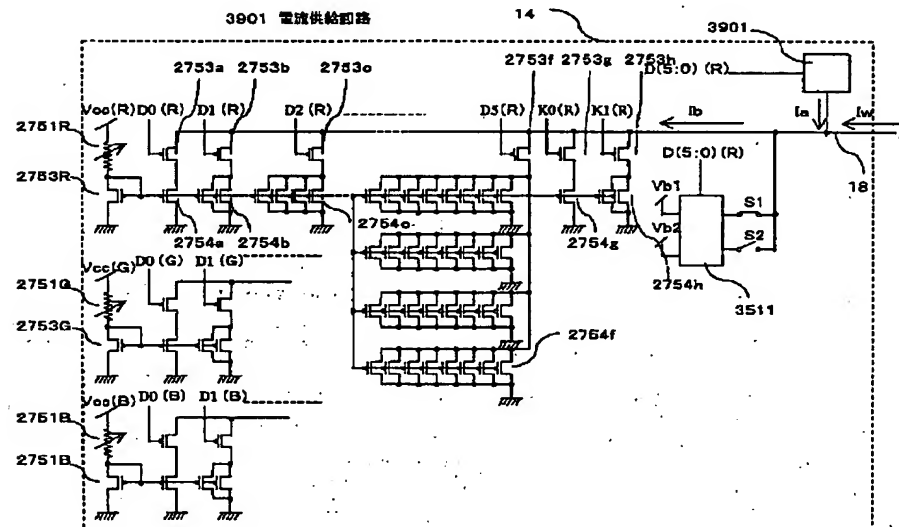 3901 電流供給回路
14
3901
2753a
2753b
2753c
2753f
2753g
2753h
D(5:0)(R)
Vcc(R)
D0(R)
D1(R)
D2(R)
D5(R)
K0(R)
K1(R)
Ib
Ia
Iw
2751R
2753R
18
D(5:0)(R)
Vb1
Vb2
S1
S2
2754a
2754b
2754c
2754g
2754h
3511
Vcc(G)
D0(G)
D1(G)
2751G
2753G
2754f
Vcc(B)
D0(B)
D1(B)
2751B
2751B